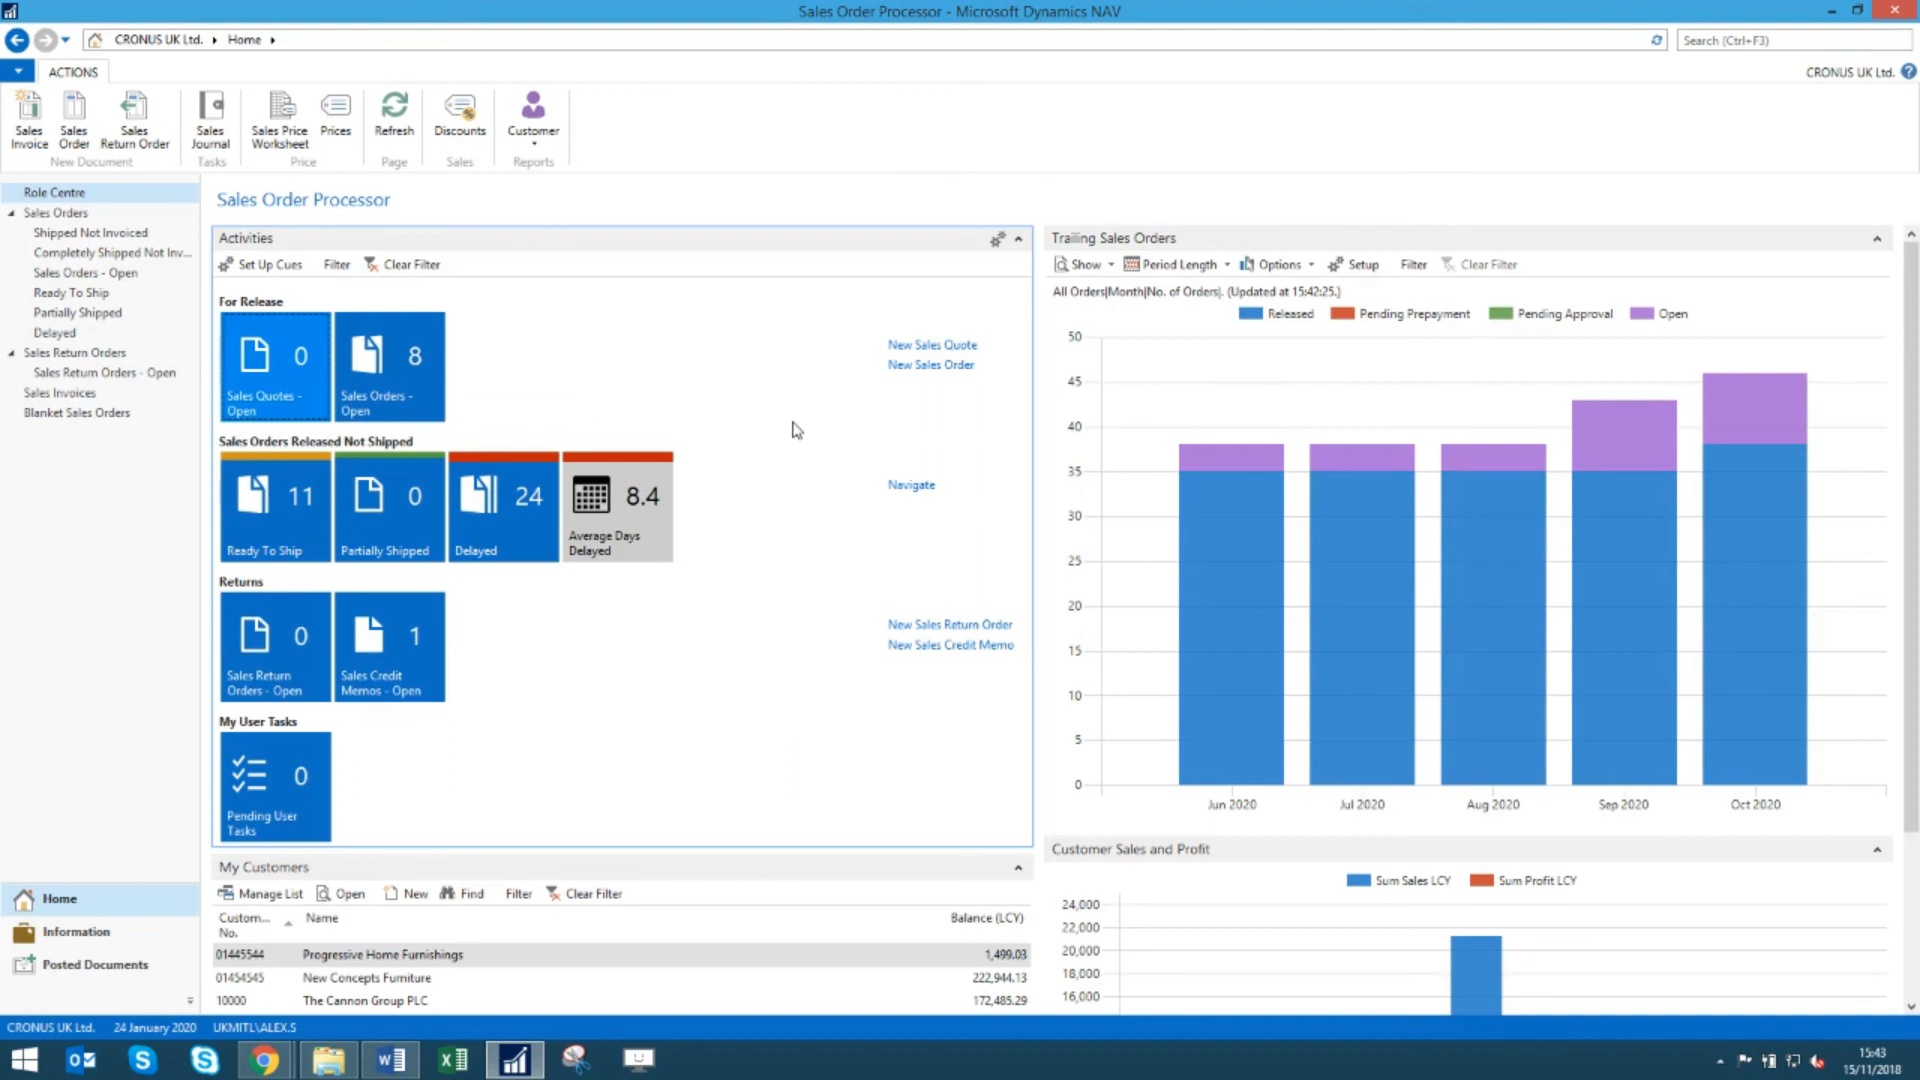 Sales Order Processor - Microsoft Dynamics NAV
CRONUS UK Ltd. Home
Search (Ctrl+F3)
ACTIONS
CRONUS UK Ltd.
Sales Invoice
Sales Order
Sales Return Order
New Document
Sales Journal
Tasks
Sales Price Worksheet
Prices
Price
Refresh
Page
Discounts
Sales
Customer
Reports
Role Centre
Sales Orders
Shipped Not Invoiced
Completely Shipped Not Inv...
Sales Orders - Open
Ready To Ship
Partially Shipped
Delayed
Sales Return Orders
Sales Return Orders - Open
Sales Invoices
Blanket Sales Orders
Home
Information
Posted Documents
Sales Order Processor
Activities
Set Up Cues Filter Clear Filter
For Release
0
Sales Quotes -
Open
8
Sales Orders -
Open
New Sales Quote
New Sales Order
Sales Orders Released Not Shipped
11
Ready To Ship
0
Partially Shipped
24
Delayed
8.4
Average Days
Delayed
Navigate
Returns
0
Sales Return
Orders - Open
1
Sales Credit
Memos - Open
New Sales Return Order
New Sales Credit Memo
My User Tasks
0
Pending User
Tasks
My Customers
Manage List Open New Find Filter Clear Filter
Custom... No. Name Balance (LCY)
01445544 Progressive Home Furnishings 1,499.03
01454545 New Concepts Furniture 222,944.13
10000 The Cannon Group PLC 172,485.29
Trailing Sales Orders
Show Period Length Options Setup Filter Clear Filter
All Orders|Month|No. of Orders|. (Updated at 15:42:25.)
Released Pending Prepayment Pending Approval Open
50
45
40
35
30
25
20
15
10
5
0
Jun 2020 Jul 2020 Aug 2020 Sep 2020 Oct 2020
Customer Sales and Profit
Sum Sales LCY Sum Profit LCY
24,000
22,000
20,000
18,000
16,000
CRONUS UK Ltd. 24 January 2020 UKMITL\ALEX.S
15:43
15/11/2018